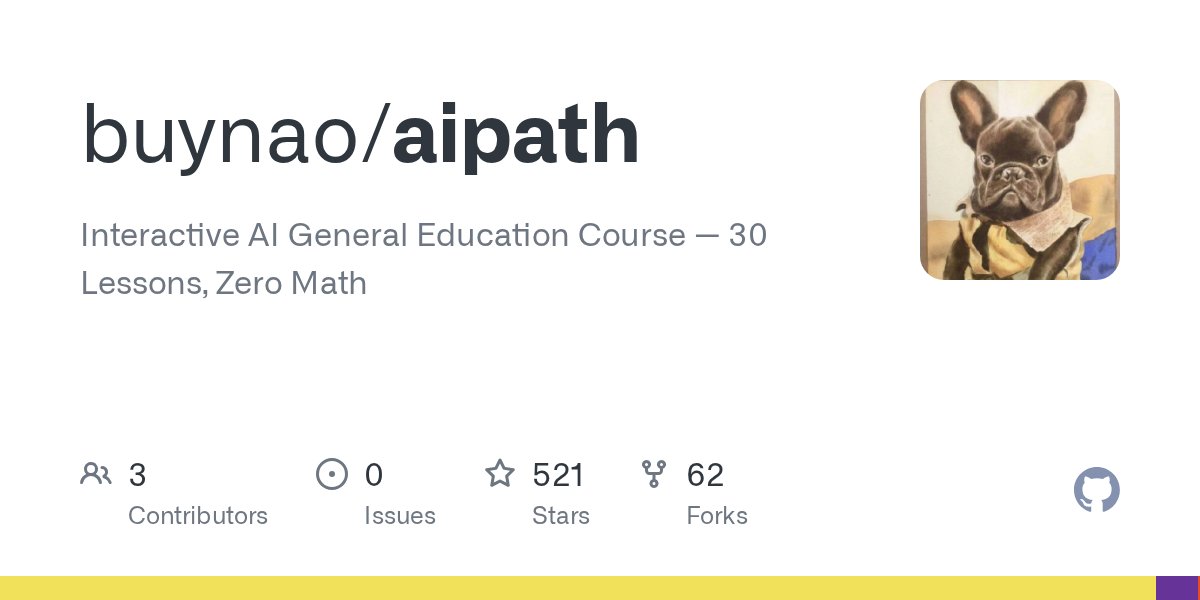 buynao/aipath
Interactive AI General Education Course — 30
Lessons, Zero Math
3
Contributors
0
Issues
521
Stars
62
Forks